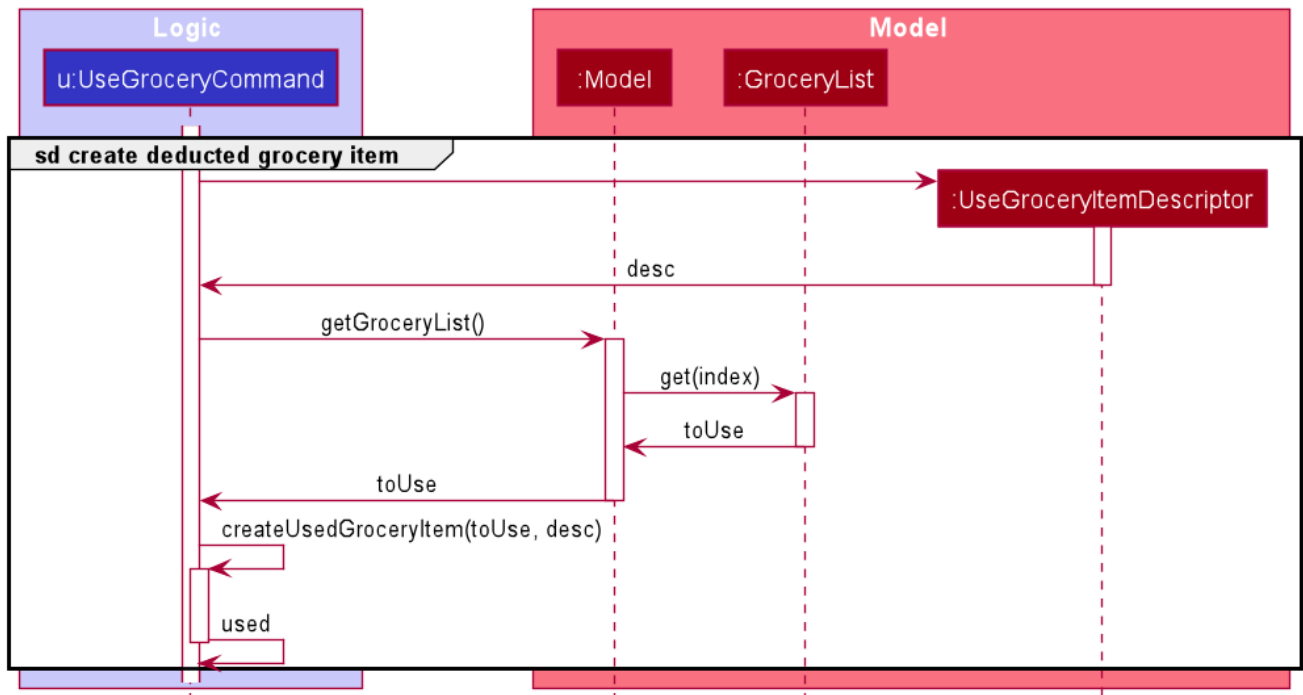 Logic
Model
u:UseGroceryCommand
:Model
:GroceryList
sd create deducted grocery item
:UseGroceryItemDescriptor
desc
getGroceryList()
get(index)
toUse
toUse
createUsedGroceryItem(toUse, desc)
used